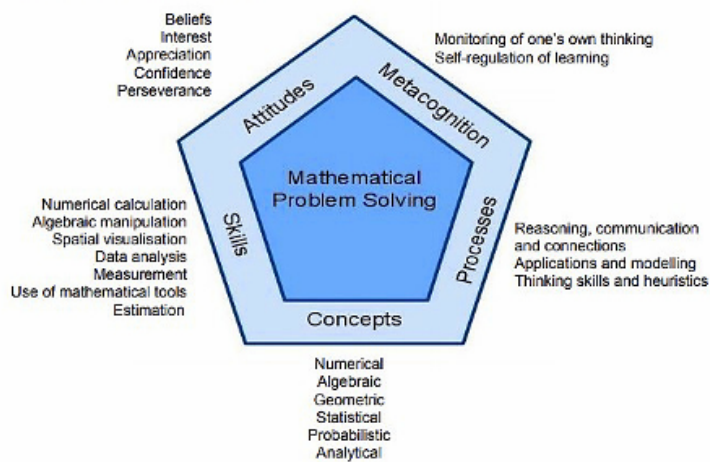 Beliefs
Interest
Appreciation
Confidence
Perseverance
Monitoring of one's own thinking
Self-regulation of learning
Attitudes
Metacognition
Mathematical
Problem Solving
Numerical calculation
Algebraic manipulation
Spatial visualisation
Data analysis
Measurement
Use of mathematical tools
Estimation
Skills
Processes
Reasoning, communication
and connections
Applications and modelling
Thinking skills and heuristics
Concepts
Numerical
Algebraic
Geometric
Statistical
Probabilistic
Analytical